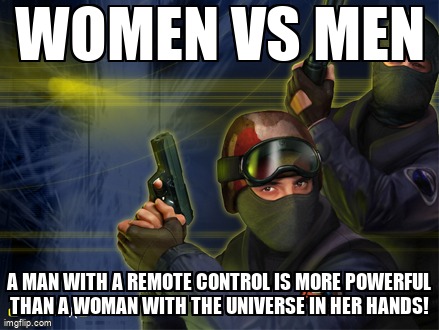 WOMEN VS MEN
A MAN WITH A REMOTE CONTROL IS MORE POWERFUL
THAN A WOMAN WITH THE UNIVERSE IN HER HANDS!
imgflip.com